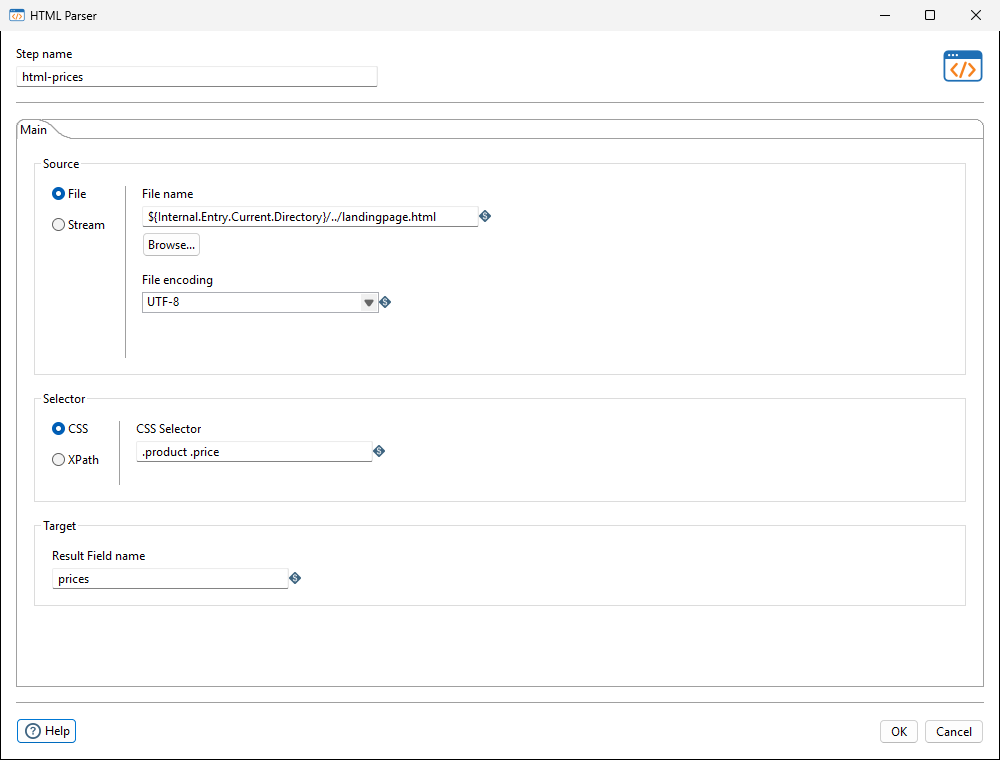 HTML Parser
Step name
html-prices
Main
Source
File
Stream
File name
${Internal.Entry.Current.Directory}/../landingpage.html
Browse...
File encoding
UTF-8
Selector
CSS
XPath
CSS Selector
.product .price
Target
Result Field name
prices
Help
OK
Cancel